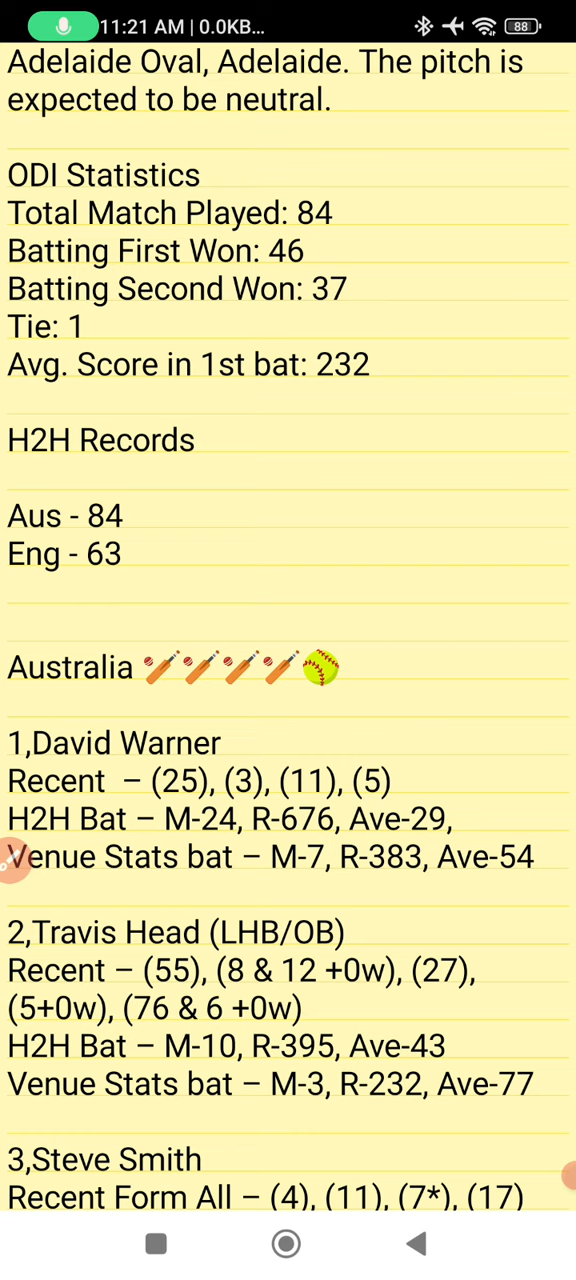 11:21 AM | 0.0KB...
88
Adelaide Oval, Adelaide. The pitch is
expected to be neutral.
ODI Statistics
Total Match Played: 84
Batting First Won: 46
Batting Second Won: 37
Tie: 1
Avg. Score in 1st bat: 232
H2H Records
Aus - 84
Eng - 63
Australia 🏏🏏🏏🏏🥎
1,David Warner
Recent – (25), (3), (11), (5)
H2H Bat – M-24, R-676, Ave-29,
Venue Stats bat – M-7, R-383, Ave-54
2,Travis Head (LHB/OB)
Recent – (55), (8 & 12 +0w), (27),
(5+0w), (76 & 6 +0w)
H2H Bat – M-10, R-395, Ave-43
Venue Stats bat – M-3, R-232, Ave-77
3,Steve Smith
Recent Form All – (4), (11), (7*), (17)